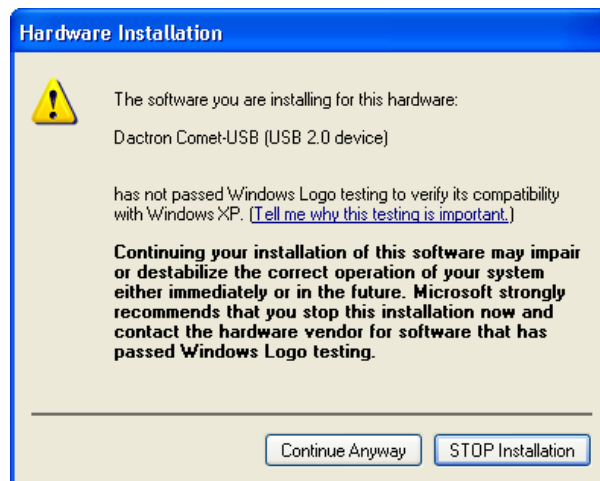 Hardware Installation
The software you are installing for this hardware:
Dactron Comet-USB (USB 2.0 device)
has not passed Windows Logo testing to verify its compatibility
with Windows XP. (Tell me why this testing is important.)
Continuing your installation of this software may impair
or destabilize the correct operation of your system
either immediately or in the future. Microsoft strongly
recommends that you stop this installation now and
contact the hardware vendor for software that has
passed Windows Logo testing.
Continue Anyway
STOP Installation